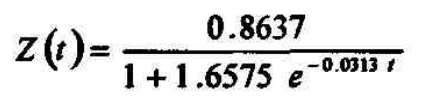 Z(t) = 0.8637 / (1 + 1.6575 e^{-0.0313 t})